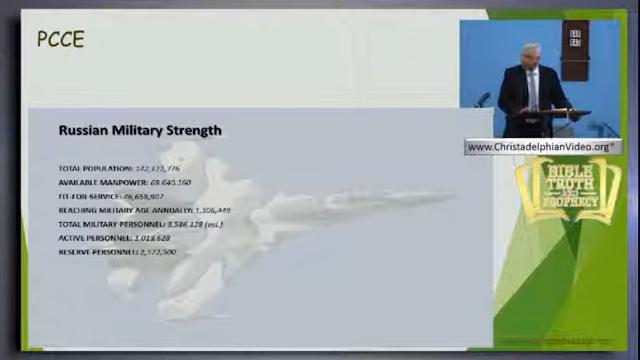 PCCE
Russian Military Strength
TOTAL POPULATION: 142,122,776
AVAILABLE MANPOWER: 69,640,160
FIT-FOR-SERVICE: 46,658,907
REACHING MILITARY AGE ANNUALLY: 1,306,449
TOTAL MILITARY PERSONNEL: 3,586,128 (est.)
ACTIVE PERSONNEL: 1,013,628
RESERVE PERSONNEL: 2,572,500
www.ChristadelphianVideo.org
BIBLE
TRUTH
AND
PROPHECY